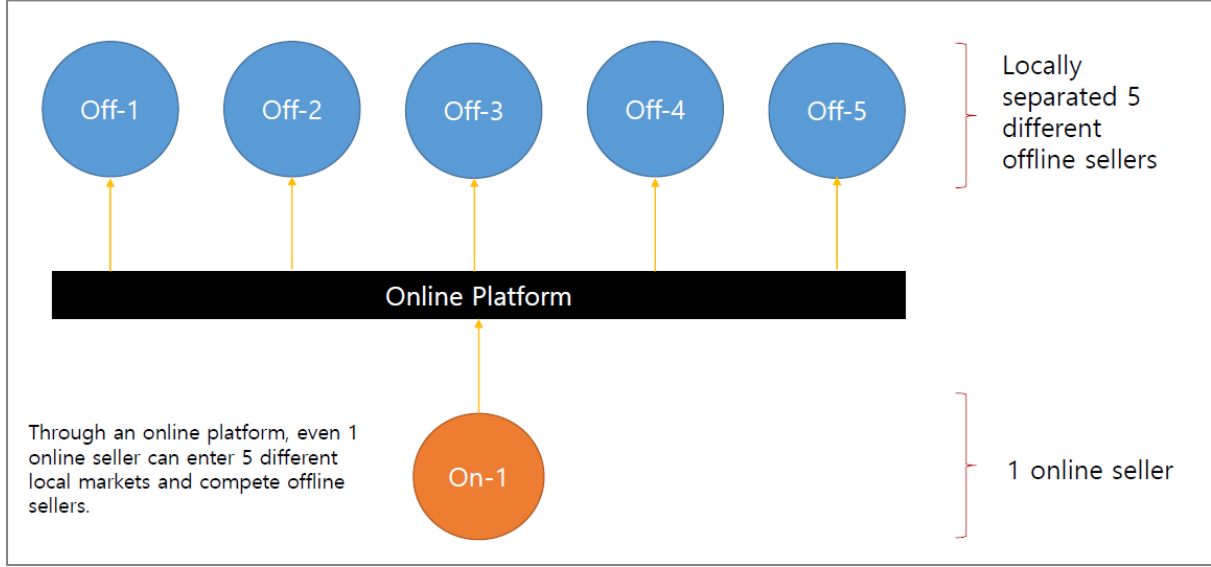 Off-1
Off-2
Off-3
Off-4
Off-5
Locally
separated 5
different
offline sellers
Online Platform
Through an online platform, even 1
online seller can enter 5 different
local markets and compete offline
sellers.
On-1
1 online seller